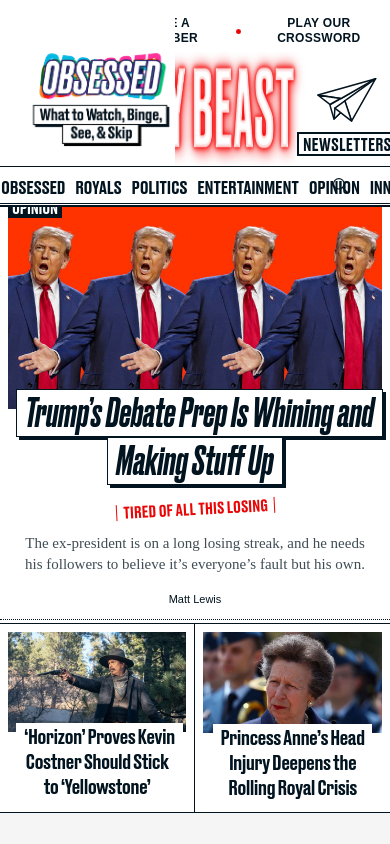 E A
BER
PLAY OUR
CROSSWORD
OBSESSED
What to Watch, Binge,
See, & Skip
Y BEAST
NEWSLETTERS
OBSESSED ROYALS POLITICS ENTERTAINMENT OPINION INN
OPINION
Trump’s Debate Prep Is Whining and
Making Stuff Up
TIRED OF ALL THIS LOSING
The ex-president is on a long losing streak, and he needs
his followers to believe it’s everyone’s fault but his own.
Matt Lewis
‘Horizon’ Proves Kevin
Costner Should Stick
to ‘Yellowstone’
Princess Anne’s Head
Injury Deepens the
Rolling Royal Crisis